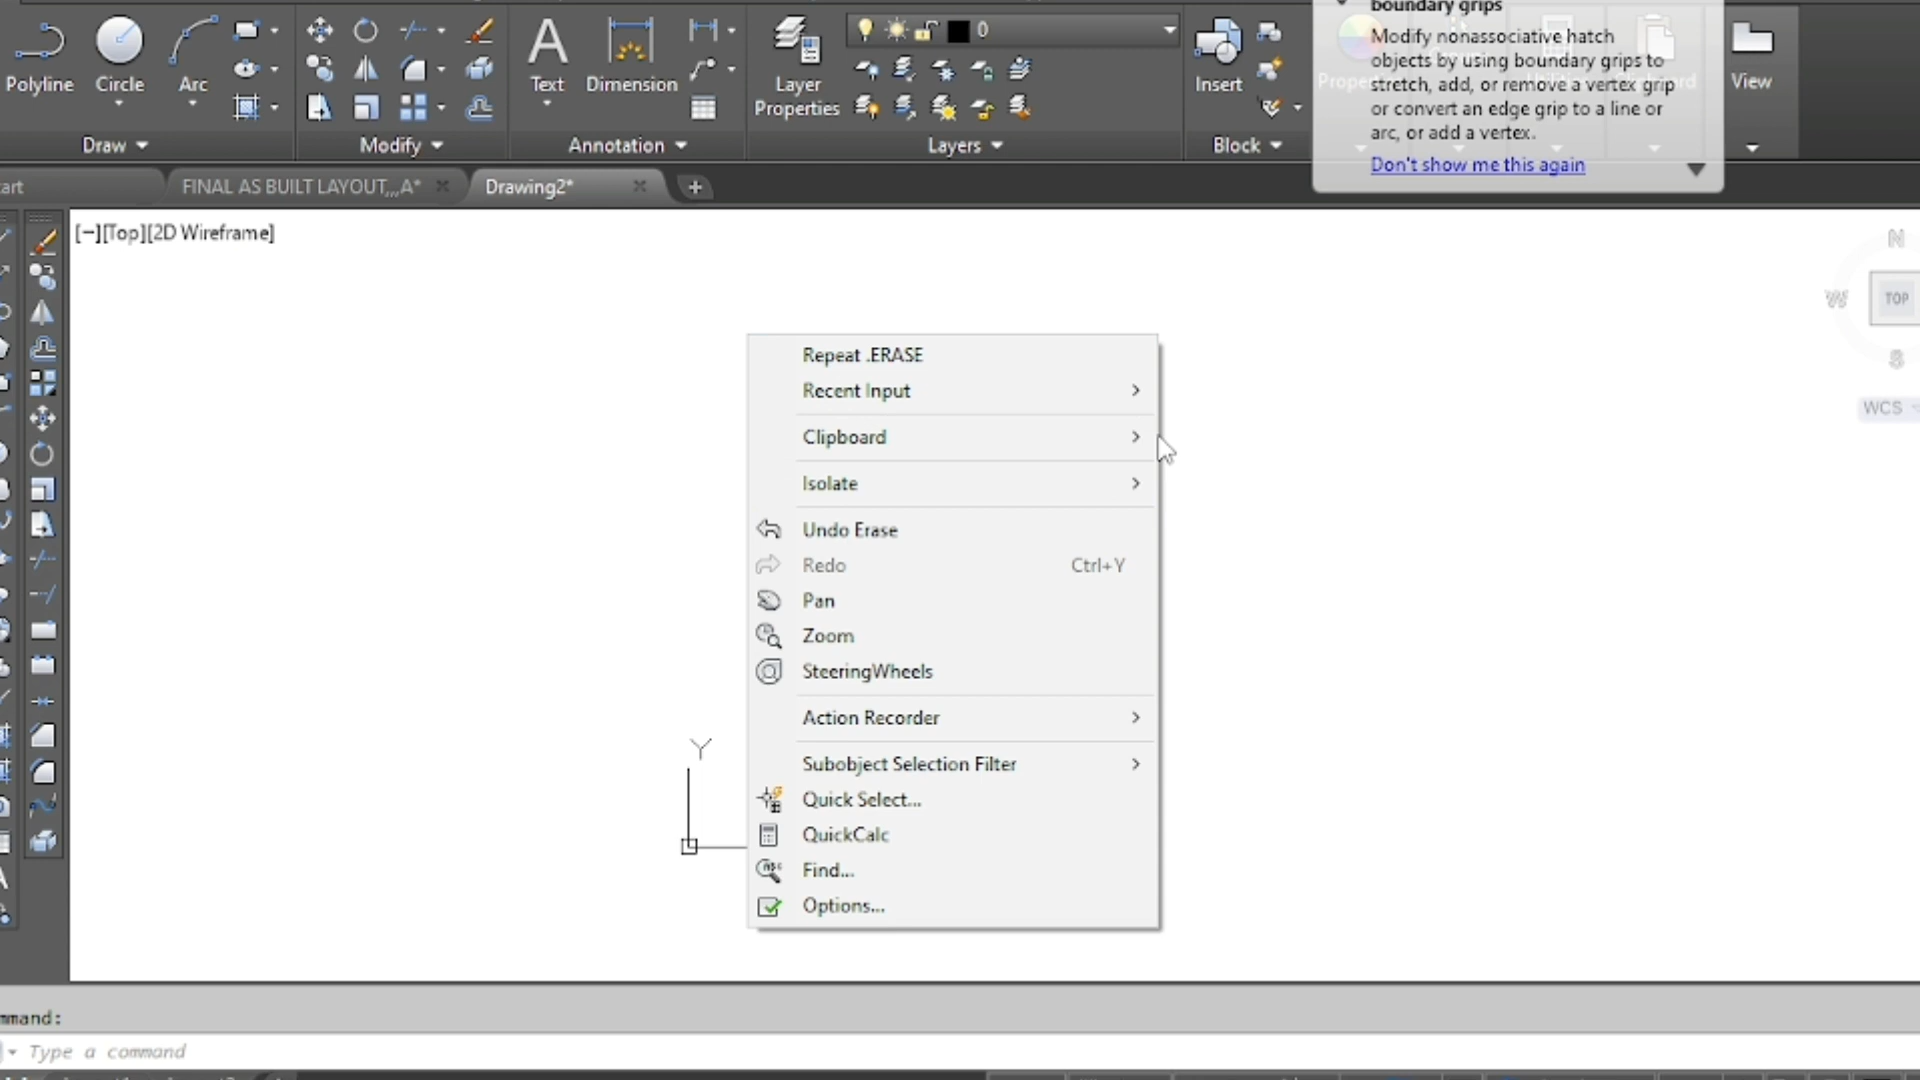 boundary grips
Modify nonassociative hatch
objects by using boundary grips to
stretch, add, or remove a vertex grip
or convert an edge grip to a line or
arc, or add a vertex.
Don't show me this again
Polyline
Circle
Arc
Text
Dimension
Layer
Properties
0
Insert
View
Draw
Modify
Annotation
Layers
Block
FINAL AS BUILT LAYOUT,,,A*
Drawing2*
[−][Top][2D Wireframe]
N
W
TOP
S
WCS
Repeat .ERASE
Recent Input
Clipboard
Isolate
Undo Erase
Redo Ctrl+Y
Pan
Zoom
SteeringWheels
Action Recorder
Subobject Selection Filter
Quick Select...
QuickCalc
Find...
Options...
Y
Type a command